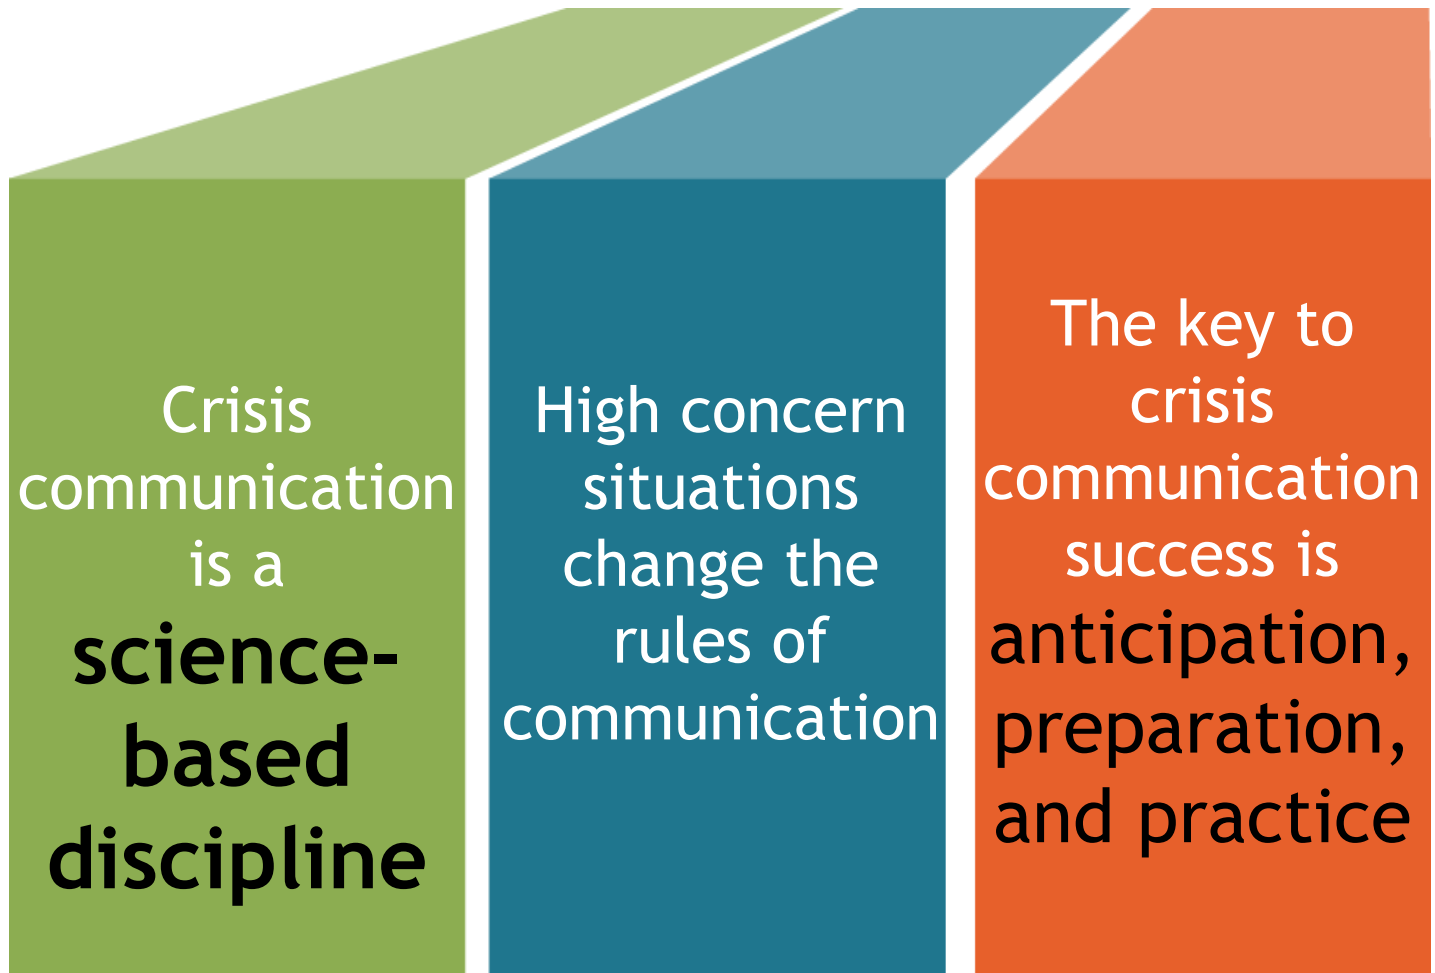 Crisis
communication
is a
science-
based
discipline
High concern
situations
change the
rules of
communication
The key to
crisis
communication
success is
anticipation,
preparation,
and practice